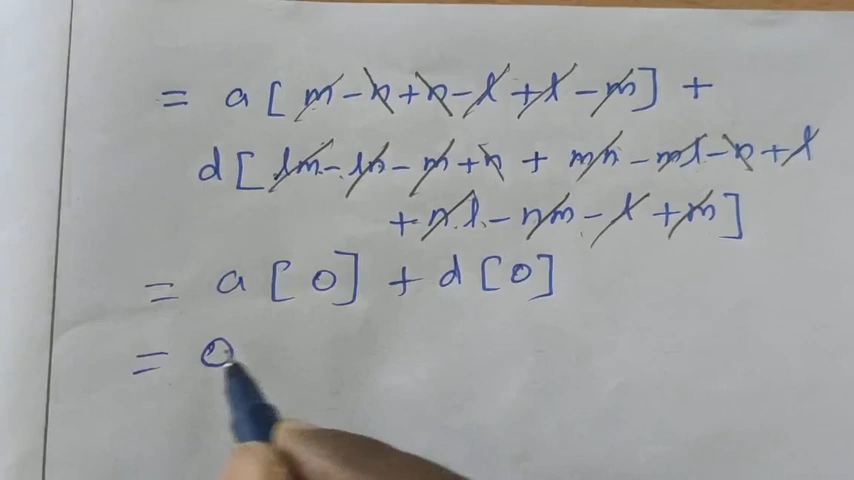 = a [ m - n + n - l + l - m ] +
d [ lm - ln - m + n + mn - ml - n + l
+ nl - nm - l + m ]
= a [ 0 ] + d [ 0 ]
= 0